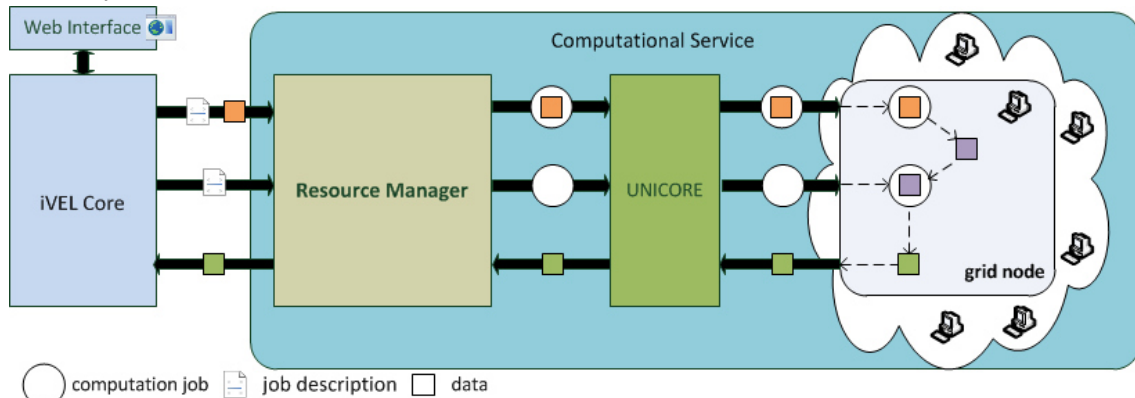 Web Interface
Computational Service
iVEL Core
Resource Manager
UNICORE
grid node
computation job
job description
data